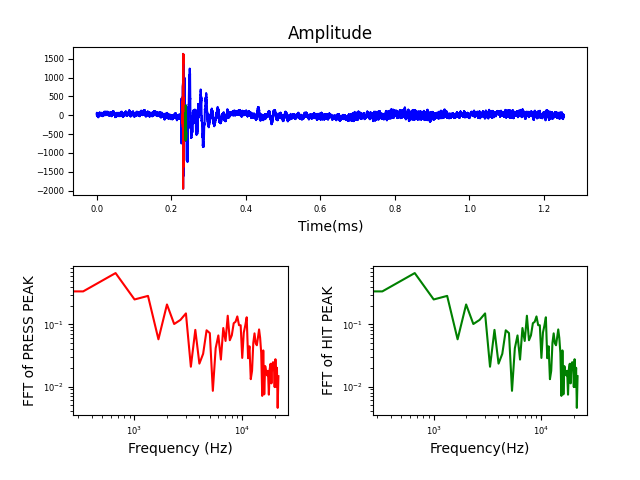 Amplitude
1500
1000
500
0
−500
−1000
−1500
−2000
0.0 0.2 0.4 0.6 0.8 1.0 1.2
Time(ms)
FFT of PRESS PEAK
10⁻¹
10⁻²
10³ 10⁴
Frequency (Hz)
FFT of HIT PEAK
10⁻¹
10⁻²
10³ 10⁴
Frequency(Hz)